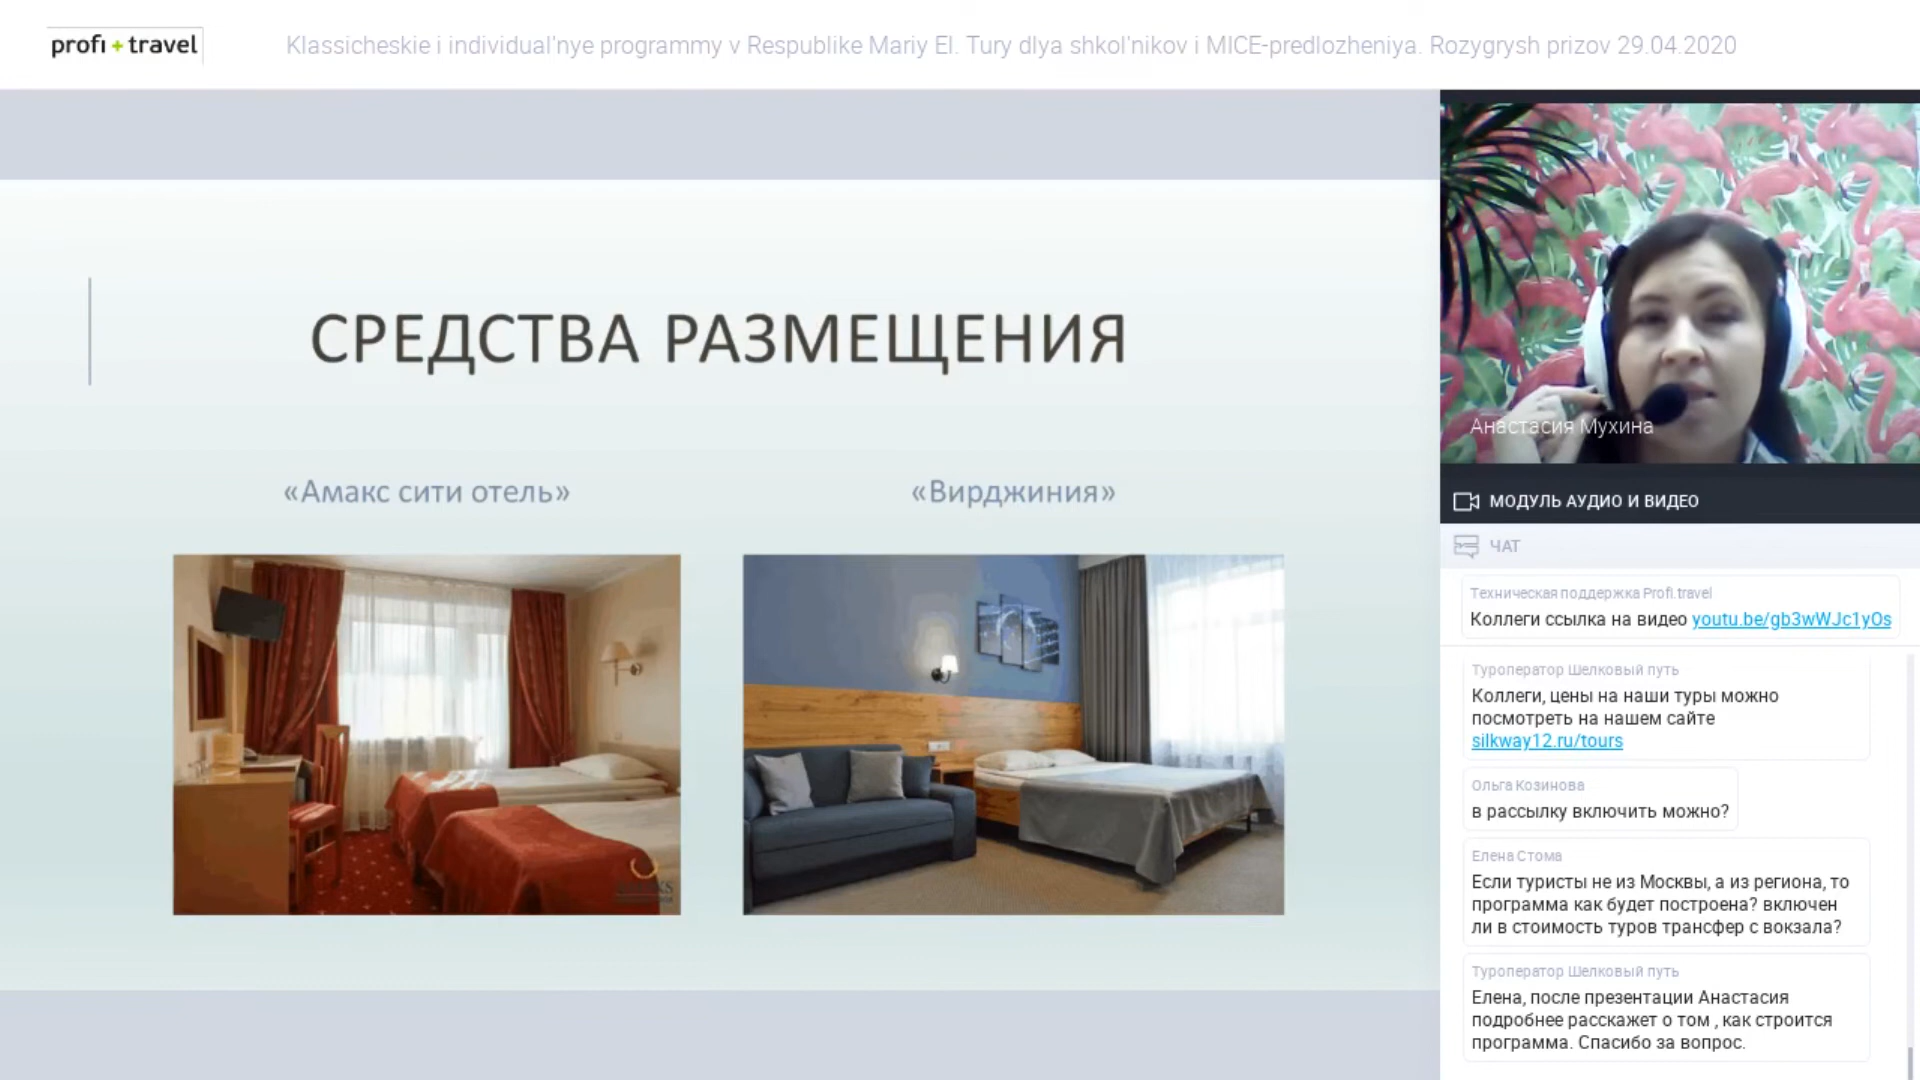 profi + travel
Klassicheskie i individual'nye programmy v Respublike Mariy El. Tury dlya shkol'nikov i MICE-predlozheniya. Rozygrysh prizov 29.04.2020
СРЕДСТВА РАЗМЕЩЕНИЯ
«Амакс сити отель»
«Вирджиния»
Анастасия Мухина
МОДУЛЬ АУДИО И ВИДЕО
ЧАТ
Техническая поддержка Profi.travel
Коллеги ссылка на видео youtu.be/gb3wWJc1yOs
Туроператор Шелковый путь
Коллеги, цены на наши туры можно
посмотреть на нашем сайте
silkway12.ru/tours
Ольга Козинова
в рассылку включить можно?
Елена Стома
Если туристы не из Москвы, а из региона, то
программа как будет построена? включен
ли в стоимость туров трансфер с вокзала?
Туроператор Шелковый путь
Елена, после презентации Анастасия
подробнее расскажет о том , как строится
программа. Спасибо за вопрос.